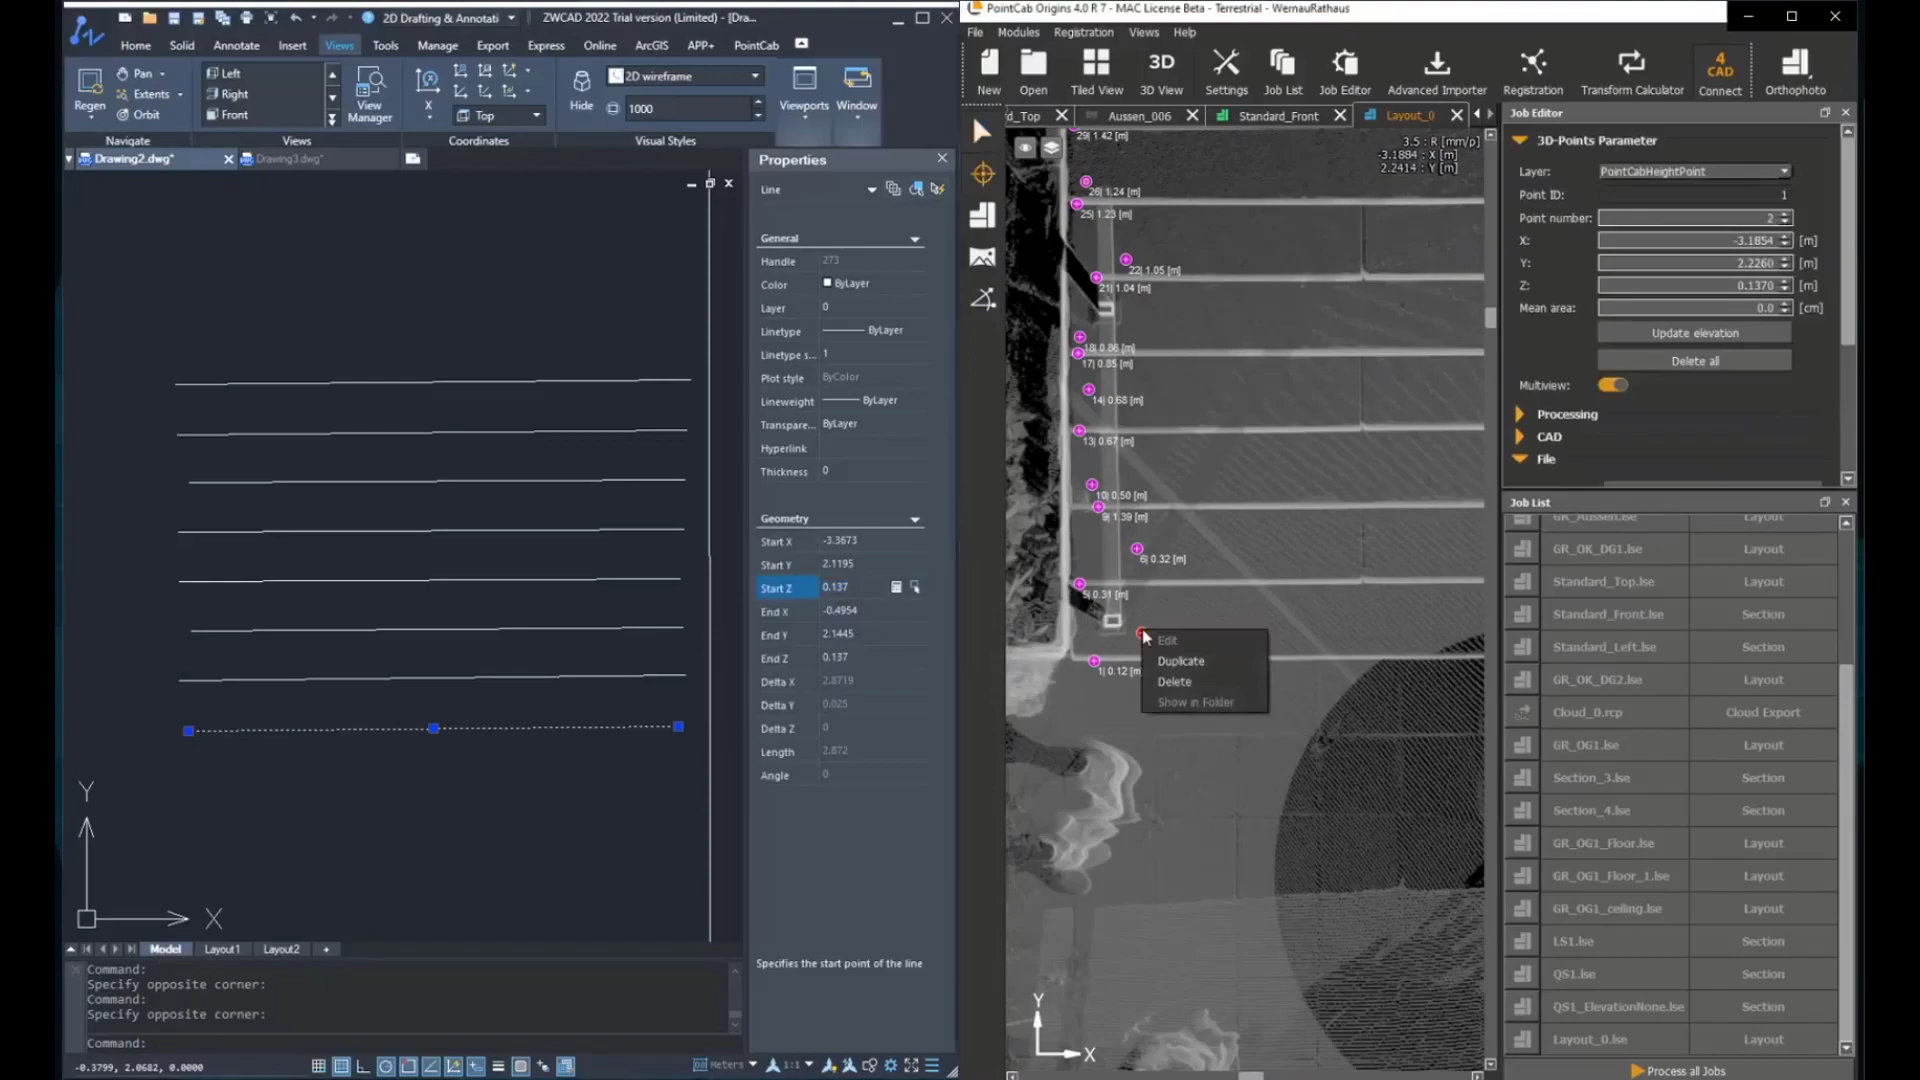 2D Drafting & Annotati
ZWCAD 2022 Trial version (Limited) - [Dra...
Home
Solid
Annotate
Insert
Views
Tools
Manage
Export
Express
Online
ArcGIS
APP+
PointCab
Regen
Pan
Extents
Orbit
Navigate
Left
Right
Front
View
Manager
Views
X
Top
Coordinates
Hide
2D wireframe
1000
Visual Styles
Viewports
Window
Drawing2.dwg*
Drawing3.dwg*
Properties
Line
General
Handle 273
Color ByLayer
Layer 0
Linetype ByLayer
Linetype s... 1
Plot style ByColor
Lineweight ByLayer
Transpare... ByLayer
Hyperlink
Thickness 0
Geometry
Start X -3.3673
Start Y 2.1195
Start Z 0.137
End X -0.4954
End Y 2.1445
End Z 0.137
Delta X 2.8719
Delta Y 0.025
Delta Z 0
Length 2.872
Angle 0
Specifies the start point of the line
Y
X
Model
Layout1
Layout2
+
Command:
Specify opposite corner:
Command:
Specify opposite corner:
Command:
-0.3799, 2.0682, 0.0000
Meters
1:1
PointCab Origins 4.0 R 7 - MAC License Beta - Terrestrial - WernauRathaus
File
Modules
Registration
Views
Help
New
Open
Tiled View
3D
3D View
Settings
Job List
Job Editor
Advanced Importer
Registration
Transform Calculator
4
CAD
Connect
Orthophoto
d_Top
Aussen_006
Standard_Front
Layout_0
3.5 : R [mm/p]
-3.1884 : X [m]
2.2414 : Y [m]
29| 1.42 [m]
26| 1.24 [m]
25| 1.23 [m]
22| 1.05 [m]
21| 1.04 [m]
18| 0.86 [m]
17| 0.85 [m]
14| 0.68 [m]
13| 0.67 [m]
10| 0.50 [m]
9| 1.39 [m]
6| 0.32 [m]
5| 0.31 [m]
1| 0.12 [m
Edit
Duplicate
Delete
Show in Folder
Y
X
Job Editor
3D-Points Parameter
Layer: PointCabHeightPoint
Point ID: 1
Point number: 2
X: -3.1854 [m]
Y: 2.2260 [m]
Z: 0.1370 [m]
Mean area: 0.0 [cm]
Update elevation
Delete all
Multiview:
Processing
CAD
File
Job List
GR_Aussen.lse Layout
GR_OK_DG1.lse Layout
Standard_Top.lse Layout
Standard_Front.lse Section
Standard_Left.lse Section
GR_OK_DG2.lse Layout
Cloud_0.rcp Cloud Export
GR_OG1.lse Layout
Section_3.lse Section
Section_4.lse Section
GR_OG1_Floor.lse Layout
GR_OG1_Floor_1.lse Layout
GR_OG1_ceiling.lse Layout
LS1.lse Section
QS1.lse Section
QS1_ElevationNone.lse Section
Layout_0.lse Layout
Process all Jobs